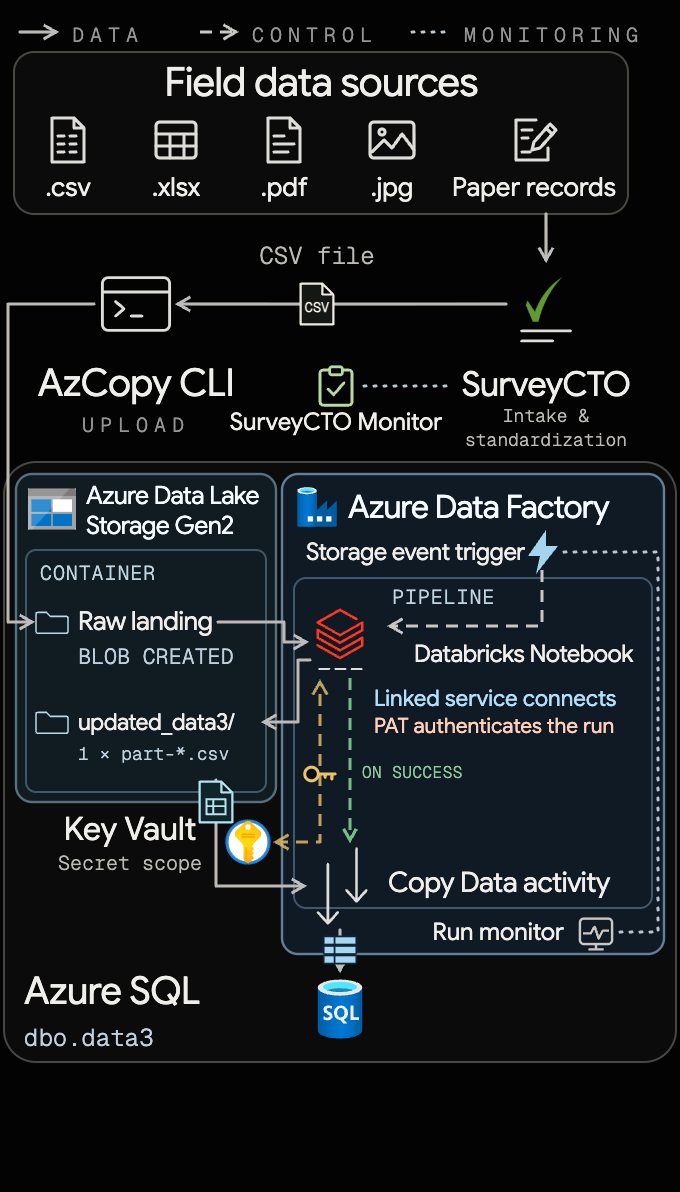 DATA CONTROL MONITORING
Field data sources
.csv .xlsx .pdf .jpg Paper records
CSV file
CSV
AzCopy CLI
UPLOAD
SurveyCTO Monitor
SurveyCTO
Intake &
standardization
Azure Data Lake
Storage Gen2
CONTAINER
Raw landing
BLOB CREATED
updated_data3/
1 × part-*.csv
Azure Data Factory
Storage event trigger
PIPELINE
Databricks Notebook
Linked service connects
PAT authenticates the run
ON SUCCESS
Key Vault
Secret scope
Copy Data activity
Run monitor
Azure SQL
dbo.data3
SQL